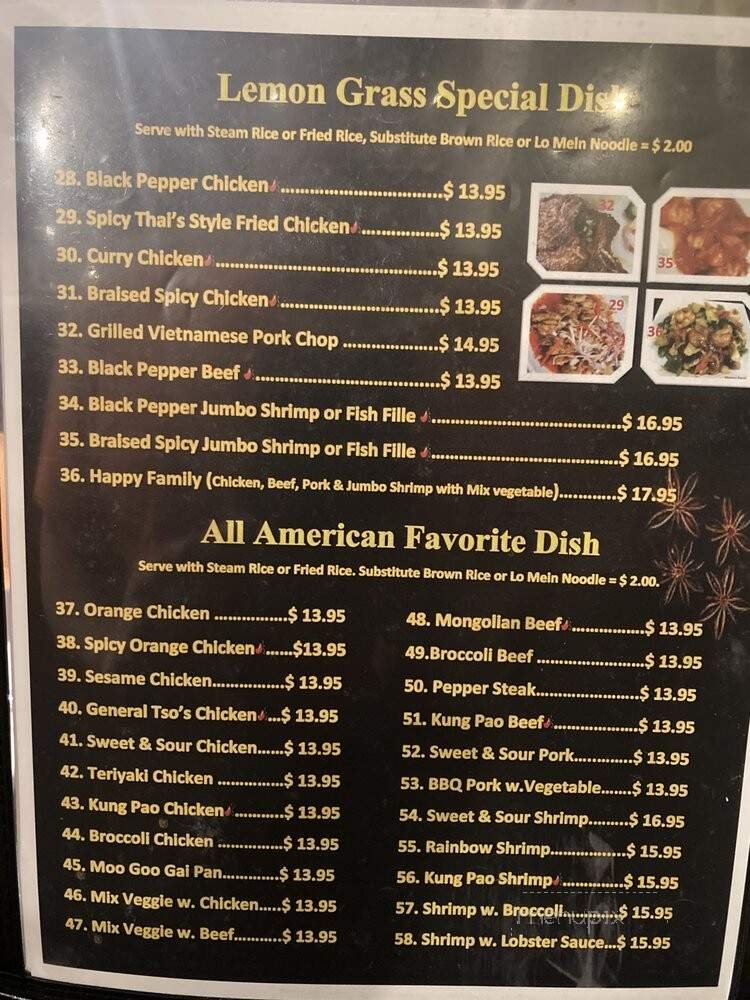 Lemon Grass Special Dish
Serve with Steam Rice or Fried Rice, Substitute Brown Rice or Lo Mein Noodle = $ 2.00
28. Black Pepper Chicken..............................$ 13.95
29. Spicy Thai's Style Fried Chicken..............$ 13.95
30. Curry Chicken..........................................$ 13.95
31. Braised Spicy Chicken..............................$ 13.95
32. Grilled Vietnamese Pork Chop ..................$ 14.95
33. Black Pepper Beef ...................................$ 13.95
34. Black Pepper Jumbo Shrimp or Fish Fille ....................................$ 16.95
35. Braised Spicy Jumbo Shrimp or Fish Fille ...................................$ 16.95
36. Happy Family (Chicken, Beef, Pork & Jumbo Shrimp with Mix vegetable)...........$ 17.95
32
35
29
36
All American Favorite Dish
Serve with Steam Rice or Fried Rice. Substitute Brown Rice or Lo Mein Noodle = $ 2.00.
37. Orange Chicken ................$ 13.95
38. Spicy Orange Chicken......$13.95
39. Sesame Chicken................$ 13.95
40. General Tso's Chicken...$ 13.95
41. Sweet & Sour Chicken......$ 13.95
42. Teriyaki Chicken ..............$ 13.95
43. Kung Pao Chicken...........$ 13.95
44. Broccoli Chicken ..............$ 13.95
45. Moo Goo Gai Pan.............$ 13.95
46. Mix Veggie w. Chicken.....$ 13.95
47. Mix Veggie w. Beef..........$ 13.95
48. Mongolian Beef................$ 13.95
49.Broccoli Beef .......................$ 13.95
50. Pepper Steak.......................$ 13.95
51. Kung Pao Beef...................$ 13.95
52. Sweet & Sour Pork.............$ 13.95
53. BBQ Pork w.Vegetable.......$ 13.95
54. Sweet & Sour Shrimp.........$ 16.95
55. Rainbow Shrimp.................$ 15.95
56. Kung Pao Shrimp..............$ 15.95
57. Shrimp w. Broccoli............$ 15.95
58. Shrimp w. Lobster Sauce...$ 15.95
menupix